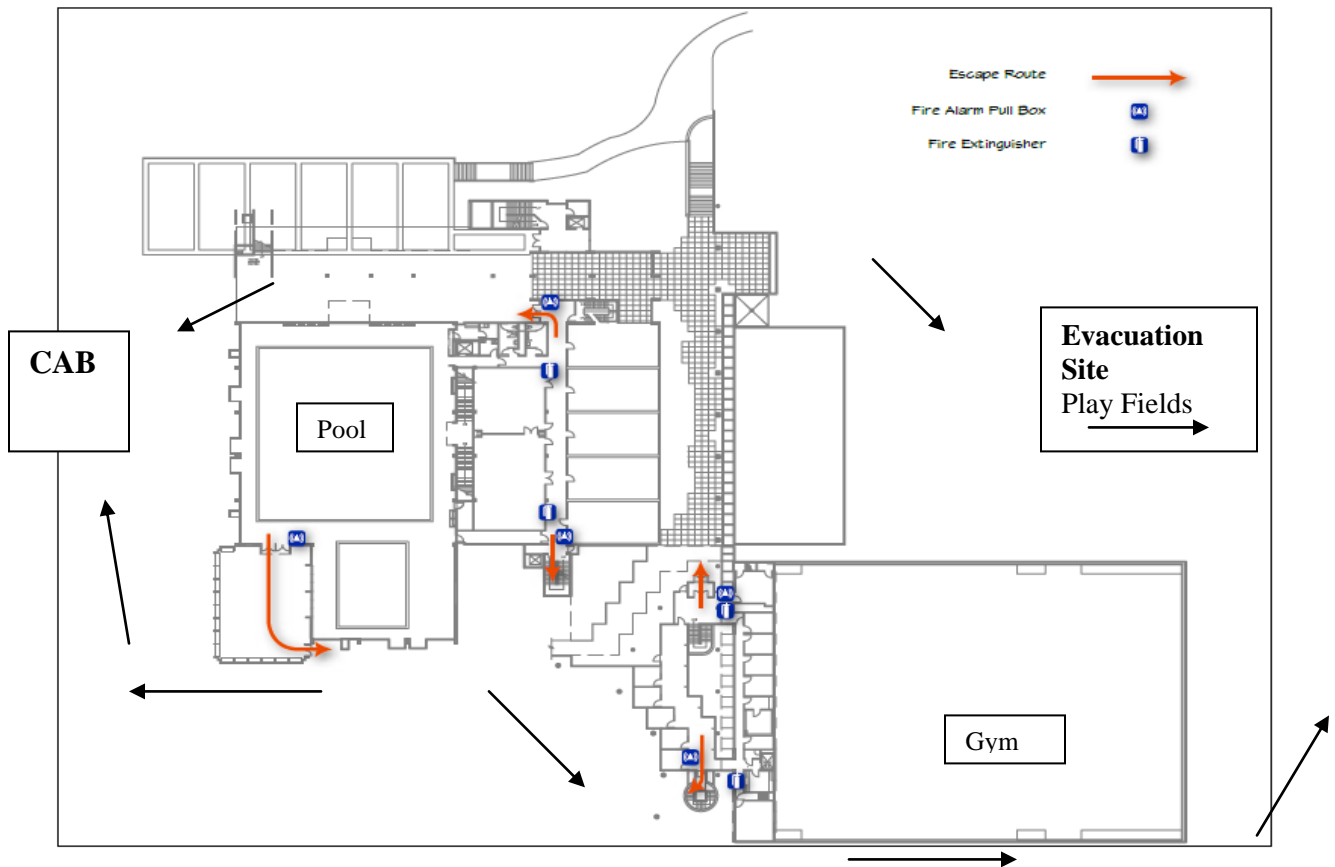 Escape Route
Fire Alarm Pull Box
Fire Extinguisher
CAB
Evacuation
Site
Play Fields
Pool
Gym